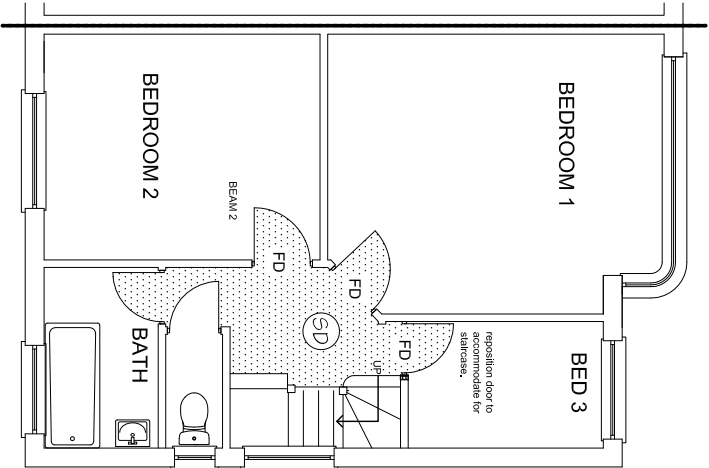 BEDROOM 2
BEDROOM 1
BEAM 2
FD
FD
SD
FD
BATH
UP
reposition door to
accommodate for
staircase.
BED 3